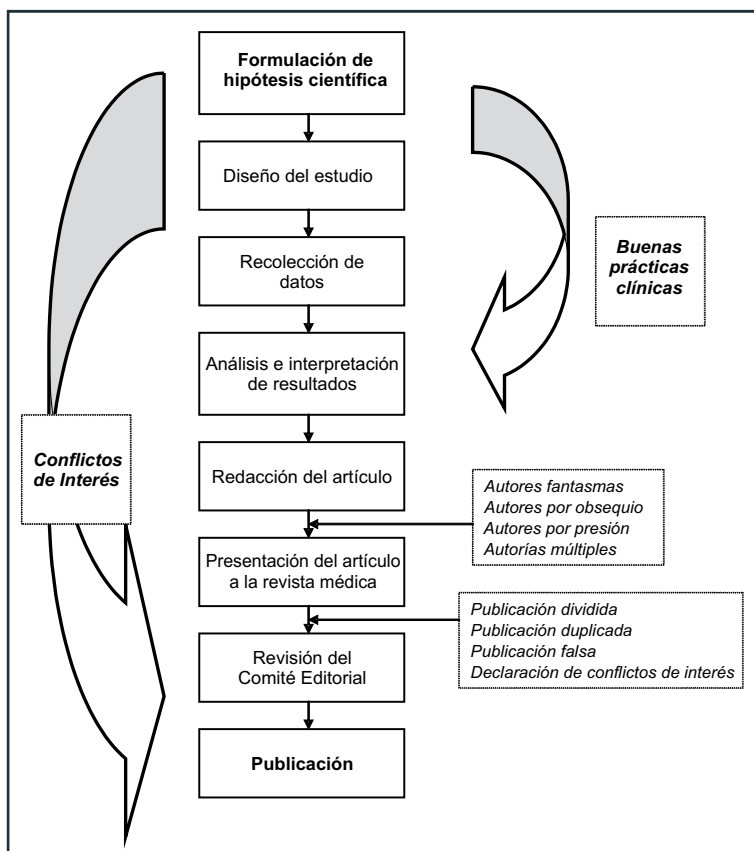 Formulación de
hipótesis científica
Diseño del estudio
Buenas
prácticas
clínicas
Recolección de
datos
Análisis e interpretación
de resultados
Conflictos
de Interés
Redacción del artículo
Autores fantasmas
Autores por obsequio
Autores por presión
Autorías múltiples
Presentación del artículo
a la revista médica
Publicación dividida
Publicación duplicada
Publicación falsa
Declaración de conflictos de interés
Revisión del
Comité Editorial
Publicación